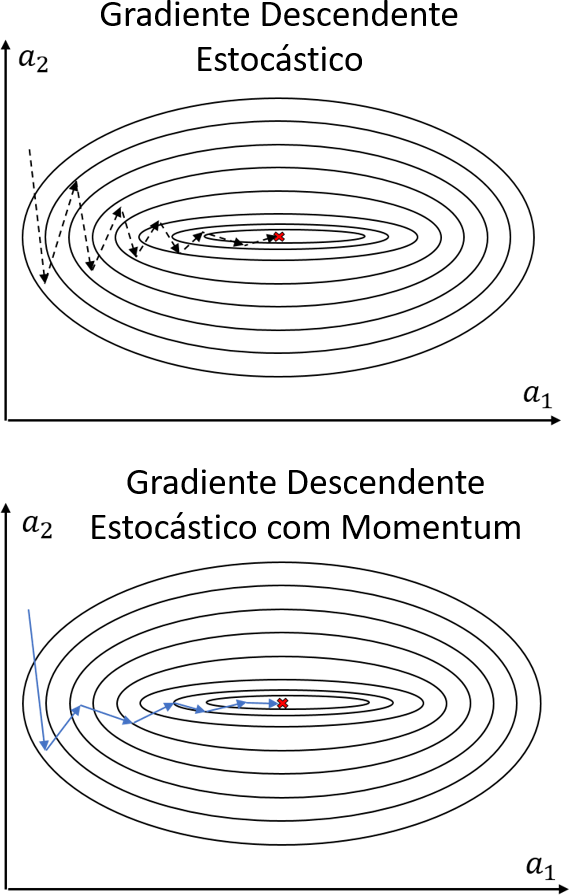 Gradiente Descendente
Estocástico
a₂
a₁
Gradiente Descendente
Estocástico com Momentum
a₂
a₁